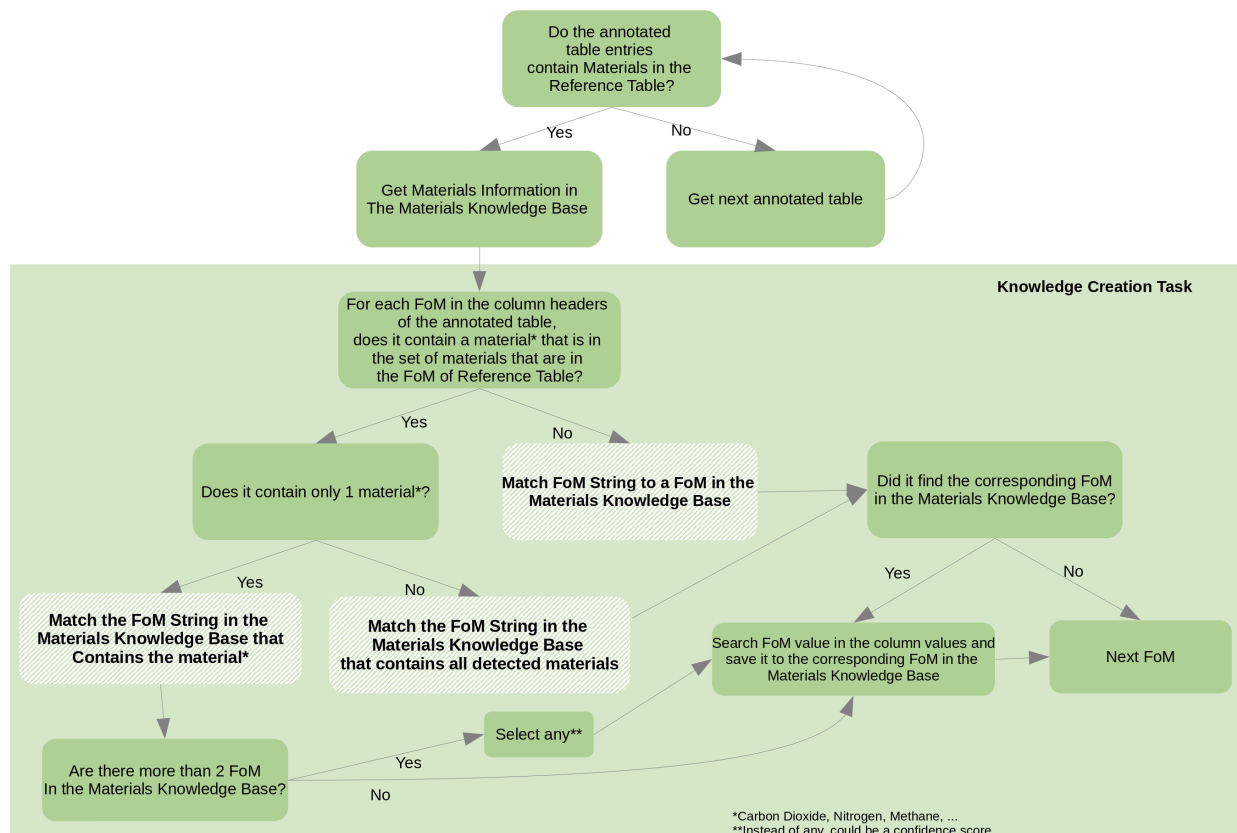 Do the annotated
table entries
contain Materials in the
Reference Table?
Yes
No
Get Materials Information in
The Materials Knowledge Base
Get next annotated table
Knowledge Creation Task
For each FoM in the column headers
of the annotated table,
does it contain a material* that is in
the set of materials that are in
the FoM of Reference Table?
Yes
No
Does it contain only 1 material*?
Match FoM String to a FoM in the
Materials Knowledge Base
Did it find the corresponding FoM
in the Materials Knowledge Base?
Yes
No
Yes
No
Match the FoM String in the
Materials Knowledge Base that
Contains the material*
Match the FoM String in the
Materials Knowledge Base
that contains all detected materials
Search FoM value in the column values and
save it to the corresponding FoM in the
Materials Knowledge Base
Next FoM
Select any**
Are there more than 2 FoM
In the Materials Knowledge Base?
Yes
No
*Carbon Dioxide, Nitrogen, Methane, ...
**Instead of any, could be a confidence score